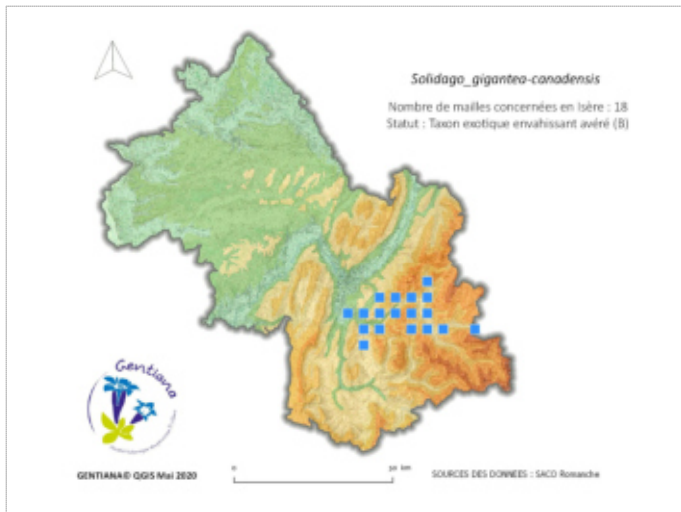 Solidago_gigantea-canadensis
Nombre de mailles concernées en Isère : 18
Statut : Taxon exotique envahissant avéré (B)
Gentiana
GENTIANA© QGIS Mai 2020
0
50 km
SOURCES DES DONNEES : SACO Romanche